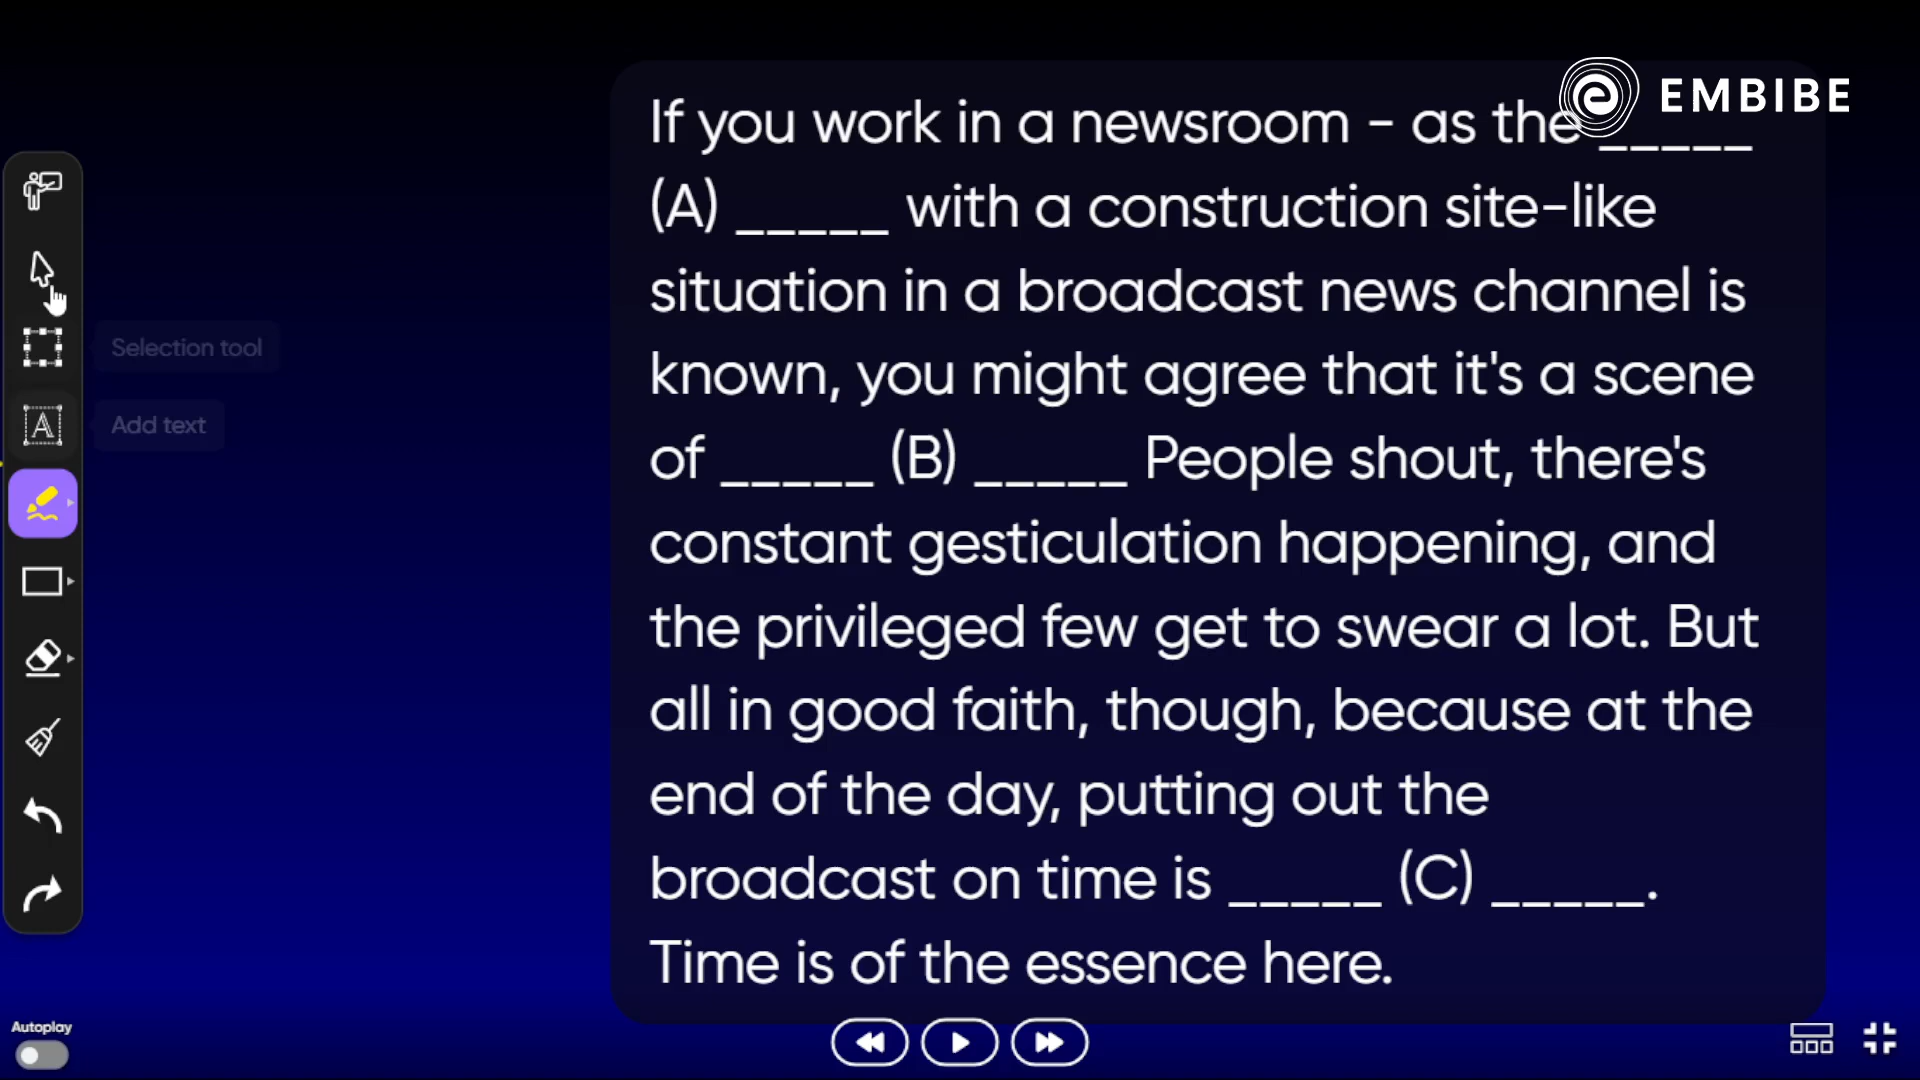 EMBIBE
If you work in a newsroom - as the _____
(A) _____ with a construction site-like
situation in a broadcast news channel is
known, you might agree that it's a scene
of _____ (B) _____ People shout, there's
constant gesticulation happening, and
the privileged few get to swear a lot. But
all in good faith, though, because at the
end of the day, putting out the
broadcast on time is _____ (C) _____.
Time is of the essence here.
Selection tool
Add text
A
Autoplay